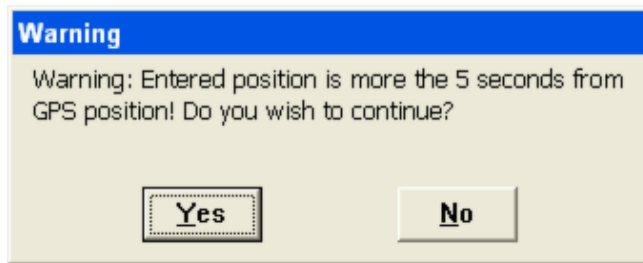 Warning
Warning: Entered position is more the 5 seconds from
GPS position! Do you wish to continue?
Yes No